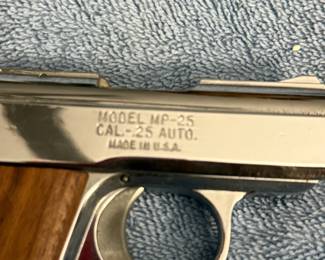 MODEL MP-25
CAL.-.25 AUTO.
MADE IN U.S.A.